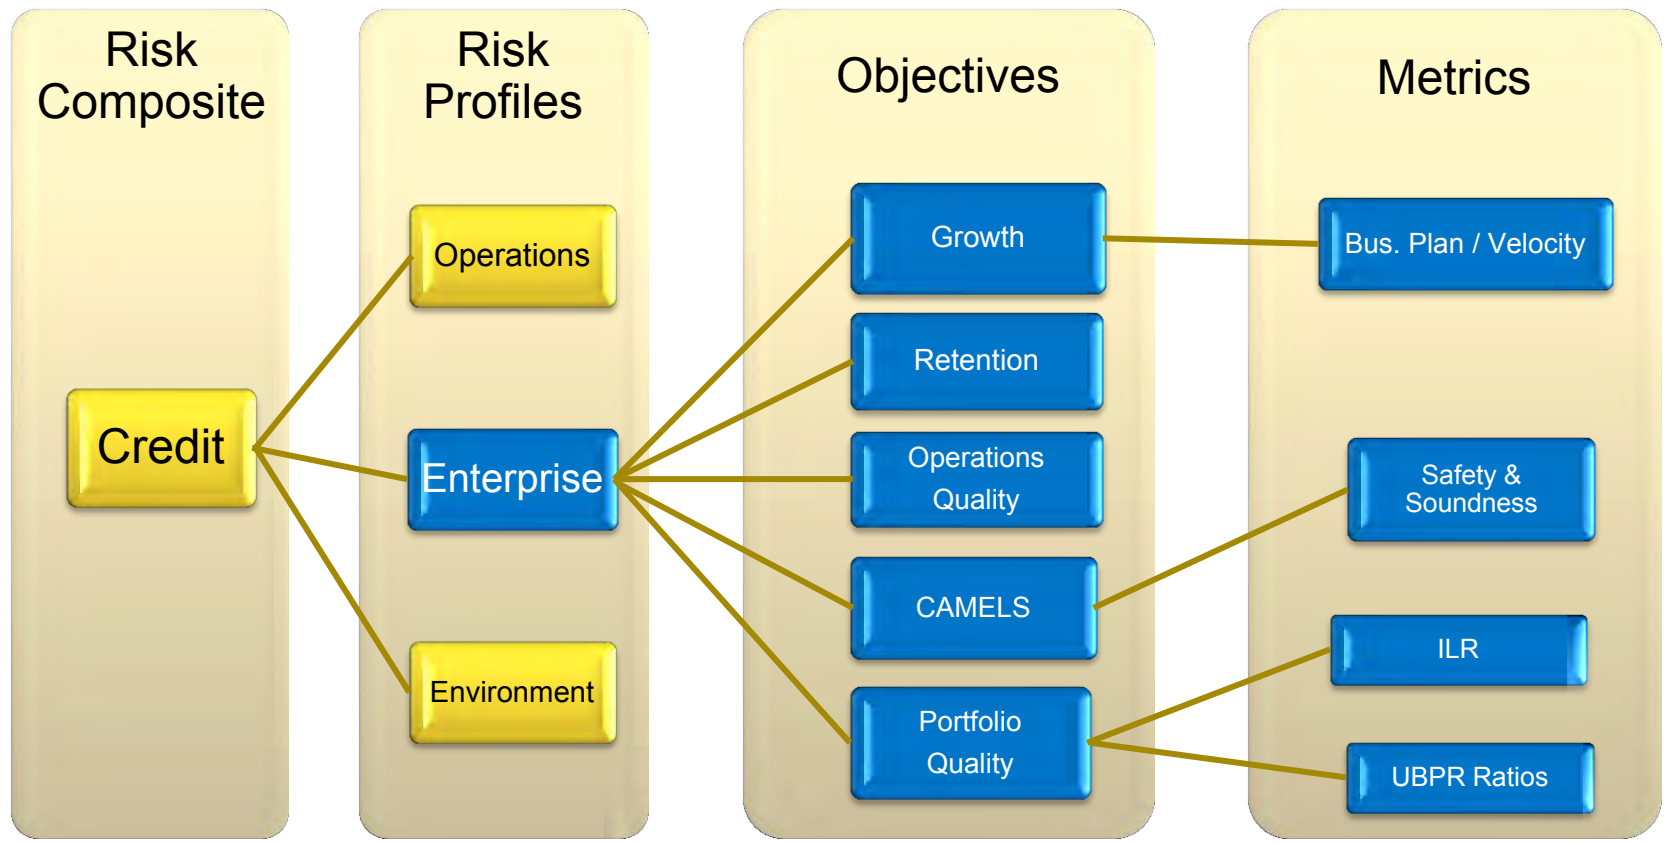 Risk
Composite
Risk
Profiles
Objectives
Metrics
Credit
Operations
Enterprise
Environment
Growth
Retention
Operations
Quality
CAMELS
Portfolio
Quality
Bus. Plan / Velocity
Safety &
Soundness
ILR
UBPR Ratios